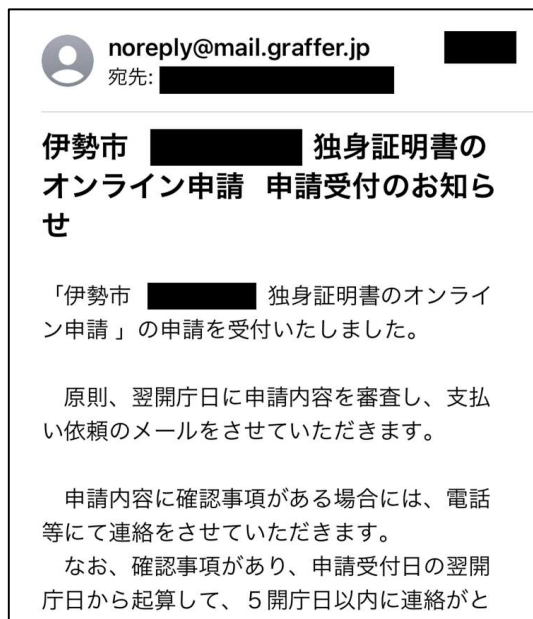 noreply@mail.graffer.jp
宛先:
伊勢市 独身証明書の
オンライン申請 申請受付のお知ら
せ
「伊勢市 独身証明書のオンライ
ン申請 」の申請を受付いたしました。
原則、翌開庁日に申請内容を審査し、支払
い依頼のメールをさせていただきます。
申請内容に確認事項がある場合には、電話
等にて連絡をさせていただきます。
なお、確認事項があり、申請受付日の翌開
庁日から起算して、５開庁日以内に連絡がと